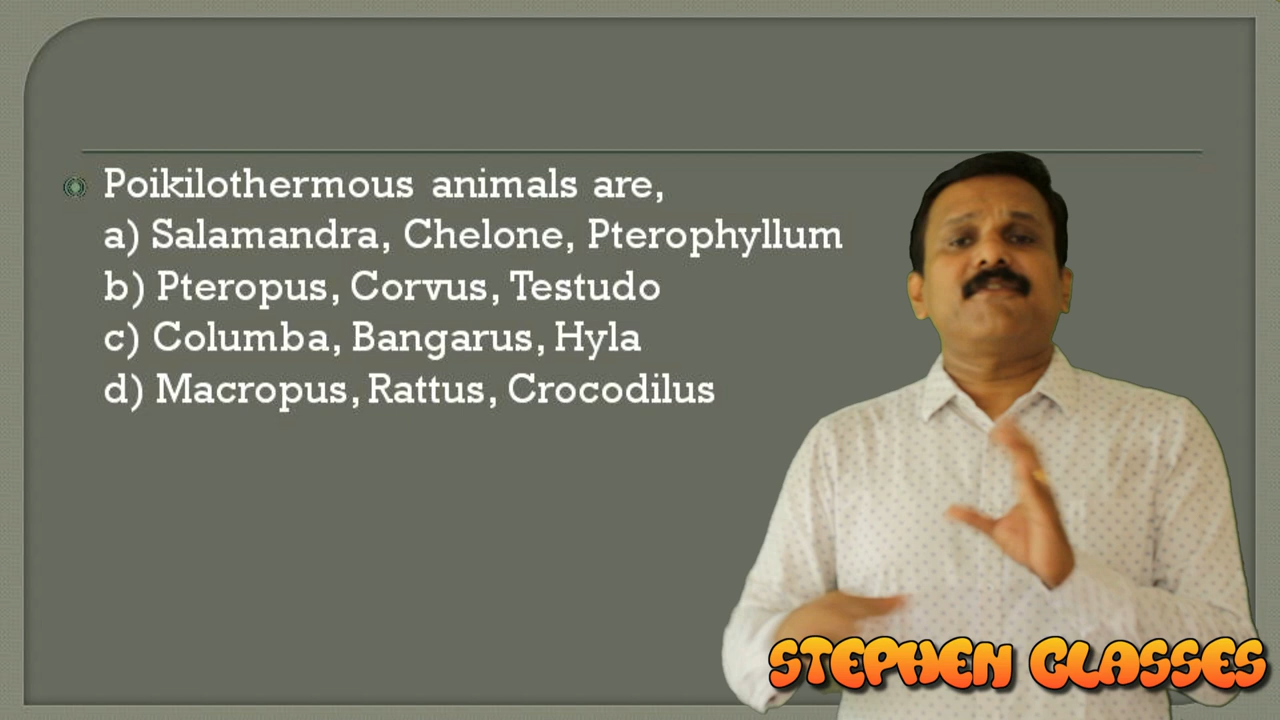 Poikilothermous animals are,
a) Salamandra, Chelone, Pterophyllum
b) Pteropus, Corvus, Testudo
c) Columba, Bangarus, Hyla
d) Macropus, Rattus, Crocodilus
STEPHEN CLASSES